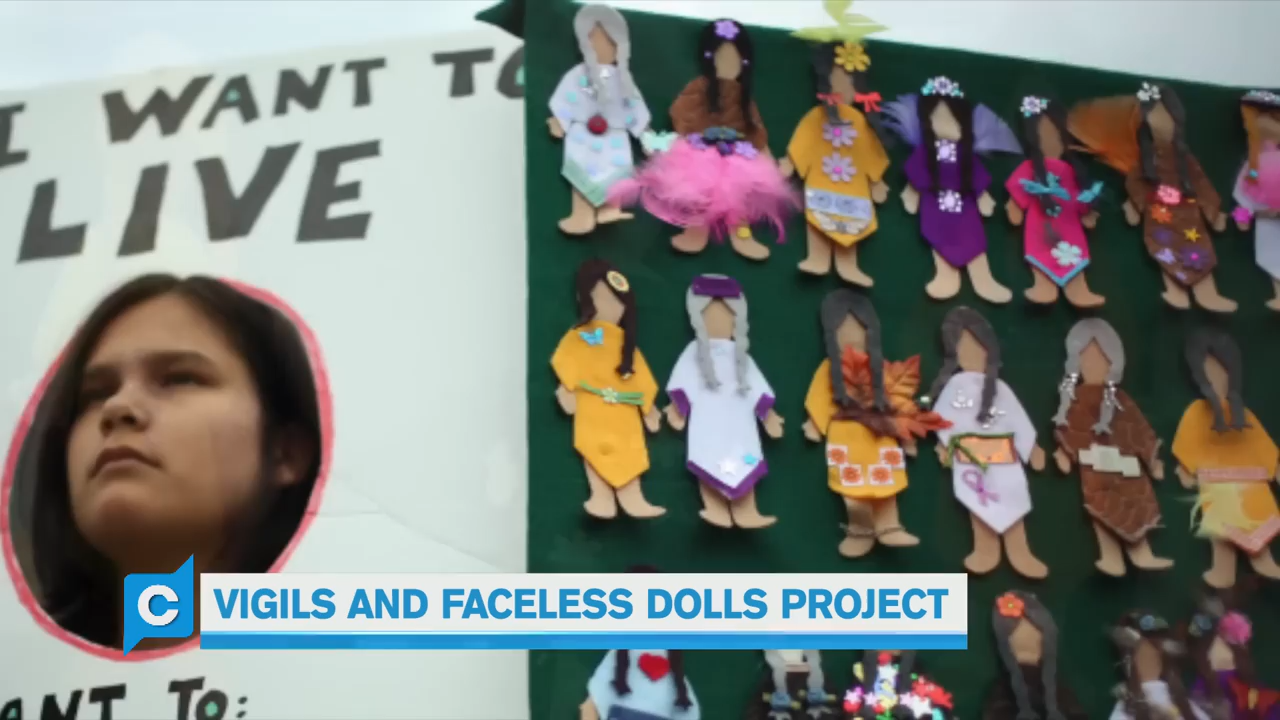 I WANT TO
LIVE
ANT TO:
C VIGILS AND FACELESS DOLLS PROJECT